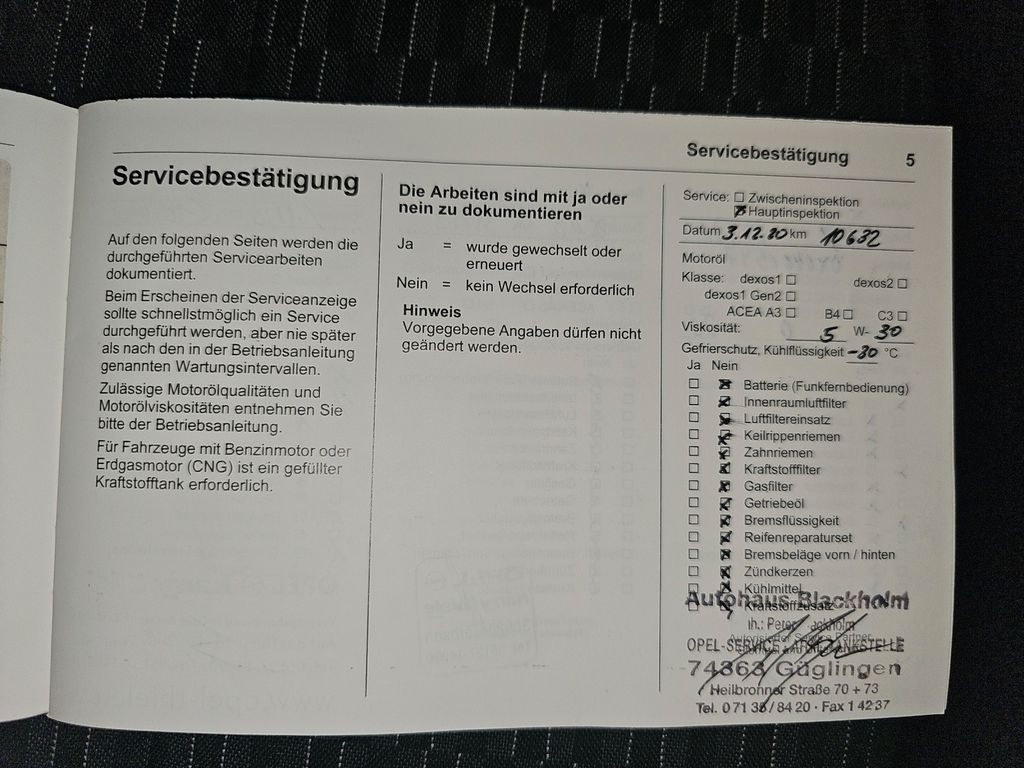 Servicebestätigung 5
Servicebestätigung
Auf den folgenden Seiten werden die
durchgeführten Servicearbeiten
dokumentiert.
Beim Erscheinen der Serviceanzeige
sollte schnellstmöglich ein Service
durchgeführt werden, aber nie später
als nach den in der Betriebsanleitung
genannten Wartungsintervallen.
Zulässige Motorölqualitäten und
Motorölviskositäten entnehmen Sie
bitte der Betriebsanleitung.
Für Fahrzeuge mit Benzinmotor oder
Erdgasmotor (CNG) ist ein gefüllter
Kraftstofftank erforderlich.
Die Arbeiten sind mit ja oder
nein zu dokumentieren
Ja = wurde gewechselt oder
erneuert
Nein = kein Wechsel erforderlich
Hinweis
Vorgegebene Angaben dürfen nicht
geändert werden.
Service: Zwischeninspektion
Hauptinspektion
Datum 3.12.20 km 10632
Motoröl
Klasse: dexos1 dexos2
dexos1 Gen2
ACEA A3 B4 C3
Viskosität: 5 W- 30
Gefrierschutz, Kühlflüssigkeit -30 °C
Ja Nein
Batterie (Funkfernbedienung)
Innenraumluftfilter
Luftfiltereinsatz
Keilrippenriemen
Zahnriemen
Kraftstofffilter
Gasfilter
Getriebeöl
Bremsflüssigkeit
Reifenreparaturset
Bremsbeläge vorn / hinten
Zündkerzen
Kühlmittel
Kraftstoffzusatz
Autohaus Blackholm
Inh.: Peter
Autorisierter Service Partner
OPEL-SERVICE
74363 Güglingen
Heilbronner Straße 70 + 73
Tel. 0 71 35 / 84 20 · Fax 1 42 37